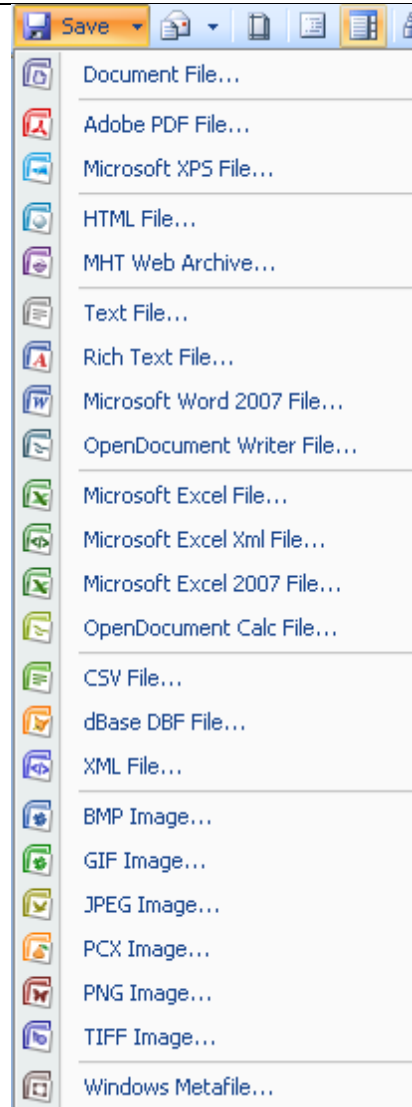 Save
Document File...
Adobe PDF File...
Microsoft XPS File...
HTML File...
MHT Web Archive...
Text File...
Rich Text File...
Microsoft Word 2007 File...
OpenDocument Writer File...
Microsoft Excel File...
Microsoft Excel Xml File...
Microsoft Excel 2007 File...
OpenDocument Calc File...
CSV File...
dBase DBF File...
XML File...
BMP Image...
GIF Image...
JPEG Image...
PCX Image...
PNG Image...
TIFF Image...
Windows Metafile...